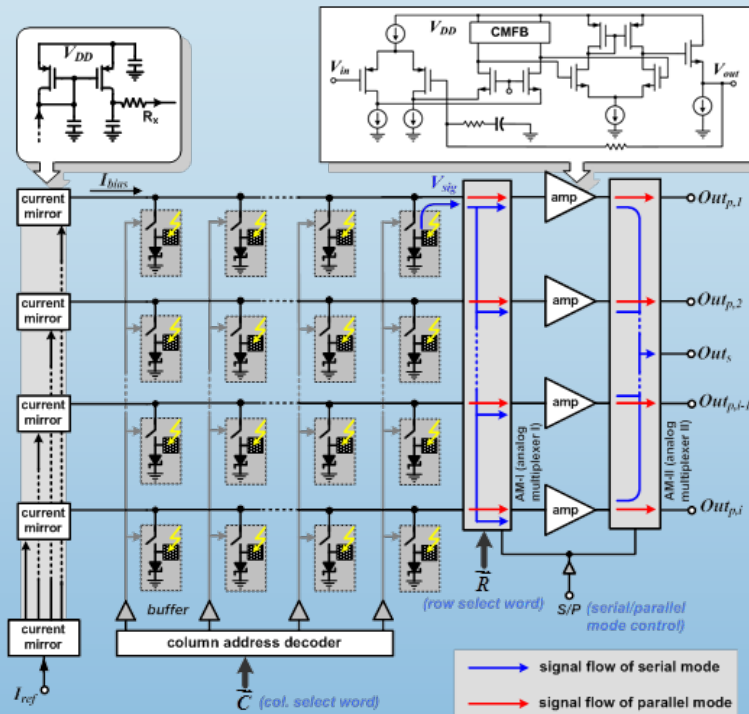 V_DD
R_x
V_DD
CMFB
V_in
V_out
I_bias
V_sig
current
mirror
amp
Out_p,1
current
mirror
amp
Out_p,2
Out_s
current
mirror
amp
Out_p,i-1
AM-I (analog
multiplexer I)
AM-II (analog
multiplexer II)
current
mirror
amp
Out_p,i
buffer
R
(row select word)
S/P
(serial/parallel
mode control)
current
mirror
column address decoder
I_ref
C
(col. select word)
signal flow of serial mode
signal flow of parallel mode